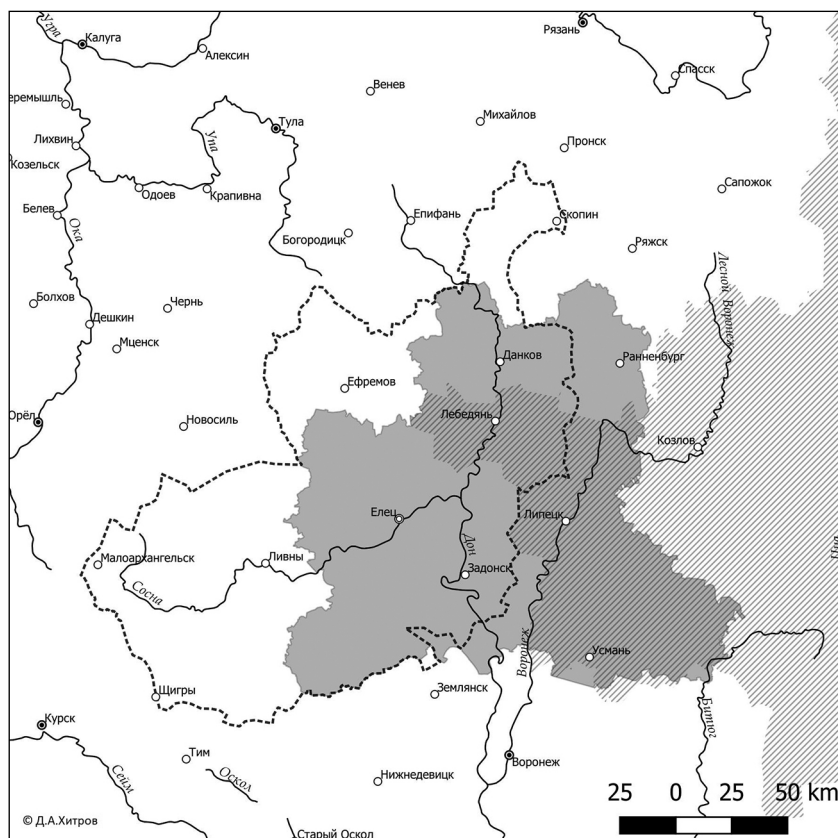 Угра
Калуга
Рязань
Алексин
Спасск
Венев
еремышль
Михайлов
Тула
Упа
Пронск
Лихвин
Козельск
Одоев
Крапивна
Сапожок
Белев
Ока
Епифань
Скопин
Богородицк
Ряжск
Лесной Воронеж
Болхов
Чернь
Дешкин
Мценск
Данков
Ранненбург
Ефремов
Орёл
Новосиль
Лебедянь
Козлов
Елец
Липецк
Дон
Малоархангельск
Ливны
Задонск
Сосна
Воронеж
Усмань
Щигры
Землянск
Битюг
Курск
Тим
Воронеж
Сейм
Оскол
Нижнедевицк
25 0 25 50 km
© Д.А.Хитров
Старый Оскол